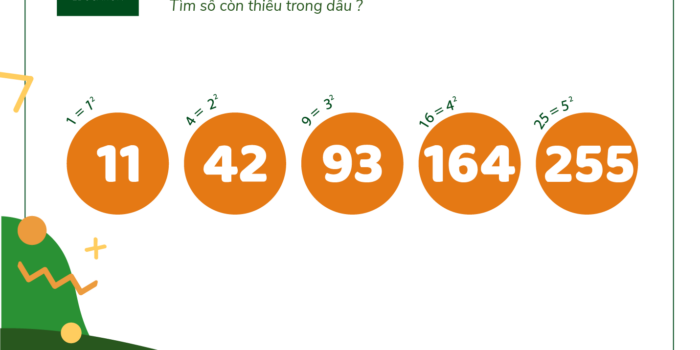 Tìm số còn thiếu trong dấu ?
1 = 1²
4 = 2²
9 = 3²
16 = 4²
25 = 5²
11
42
93
164
255